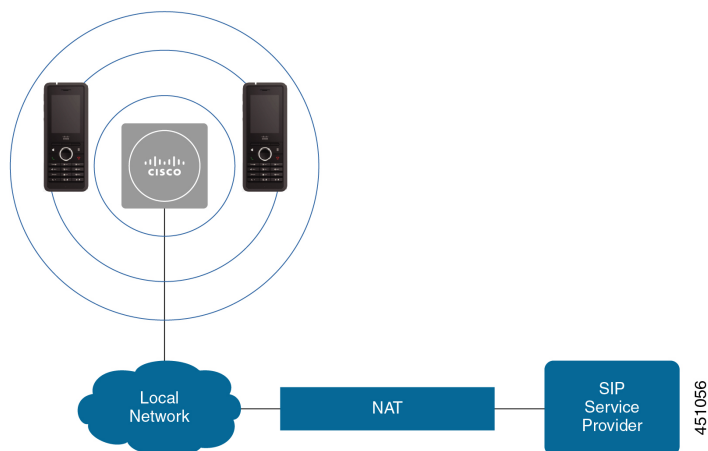 CISCO
Local
Network
NAT
SIP
Service
Provider
451056